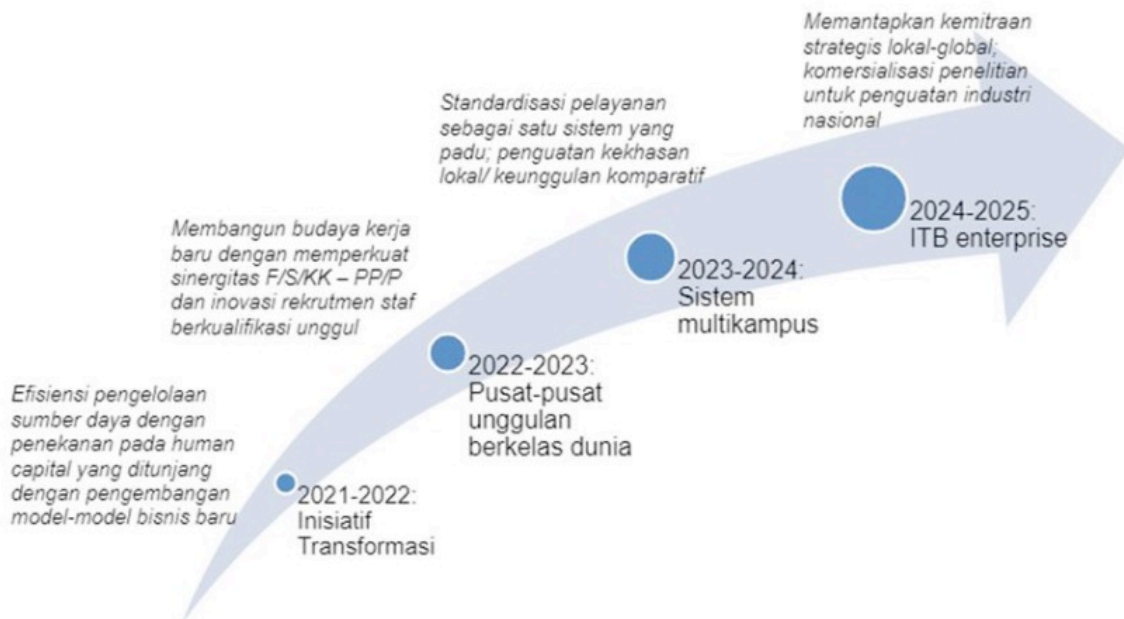 Memantapkan kemitraan
strategis lokal-global;
komersialisasi penelitian
untuk penguatan industri
nasional
Standardisasi pelayanan
sebagai satu sistem yang
padu; penguatan kekhasan
lokal/ keunggulan komparatif
2024-2025:
ITB enterprise
Membangun budaya kerja
baru dengan memperkuat
sinergitas F/S/KK – PP/P
dan inovasi rekrutmen staf
berkualifikasi unggul
2023-2024:
Sistem
multikampus
2022-2023:
Pusat-pusat
unggulan
berkelas dunia
Efisiensi pengelolaan
sumber daya dengan
penekanan pada human
capital yang ditunjang
dengan pengembangan
model-model bisnis baru
2021-2022:
Inisiatif
Transformasi